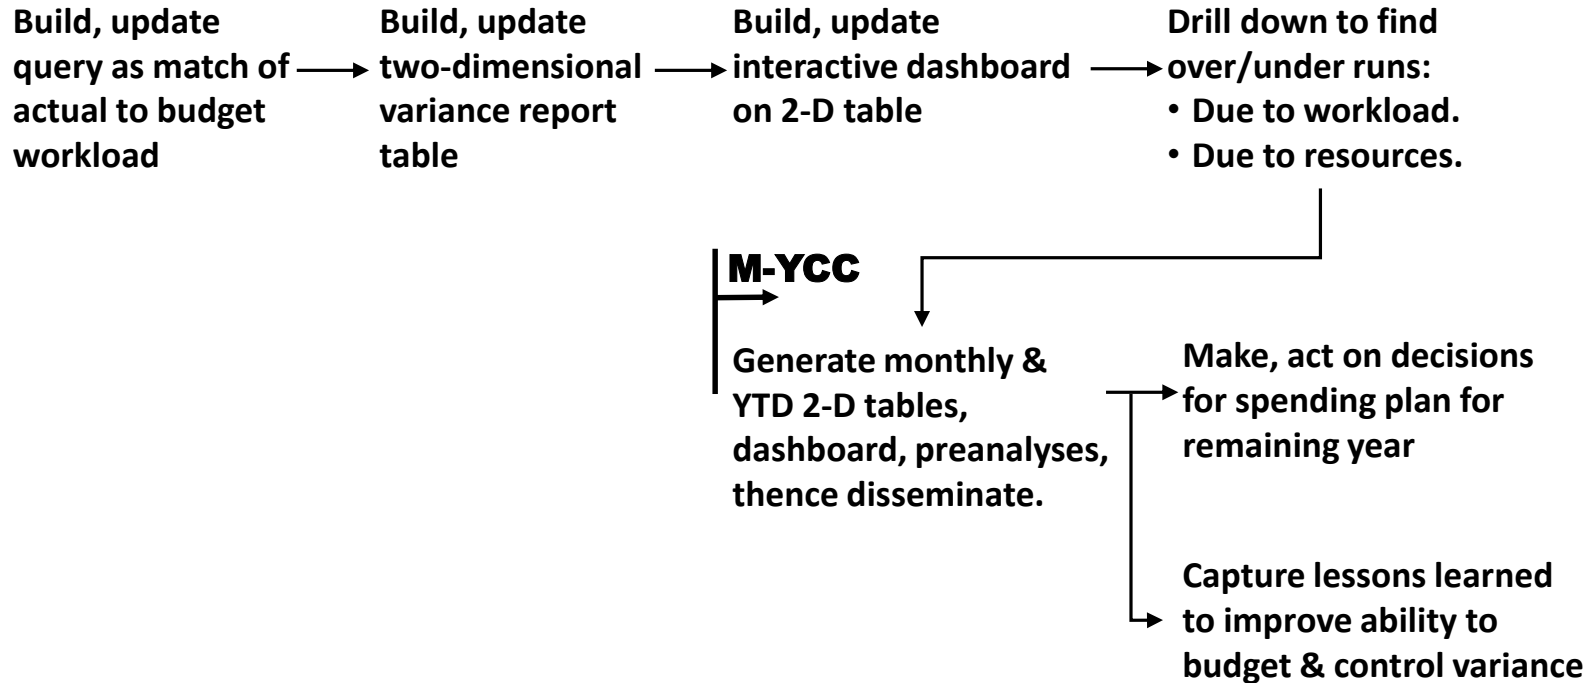 Build, update
query as match of
actual to budget
workload
Build, update
two-dimensional
variance report
table
Build, update
interactive dashboard
on 2-D table
Drill down to find
over/under runs:
• Due to workload.
• Due to resources.
M-YCC
Generate monthly &
YTD 2-D tables,
dashboard, preanalyses,
thence disseminate.
Make, act on decisions
for spending plan for
remaining year
Capture lessons learned
to improve ability to
budget & control variance